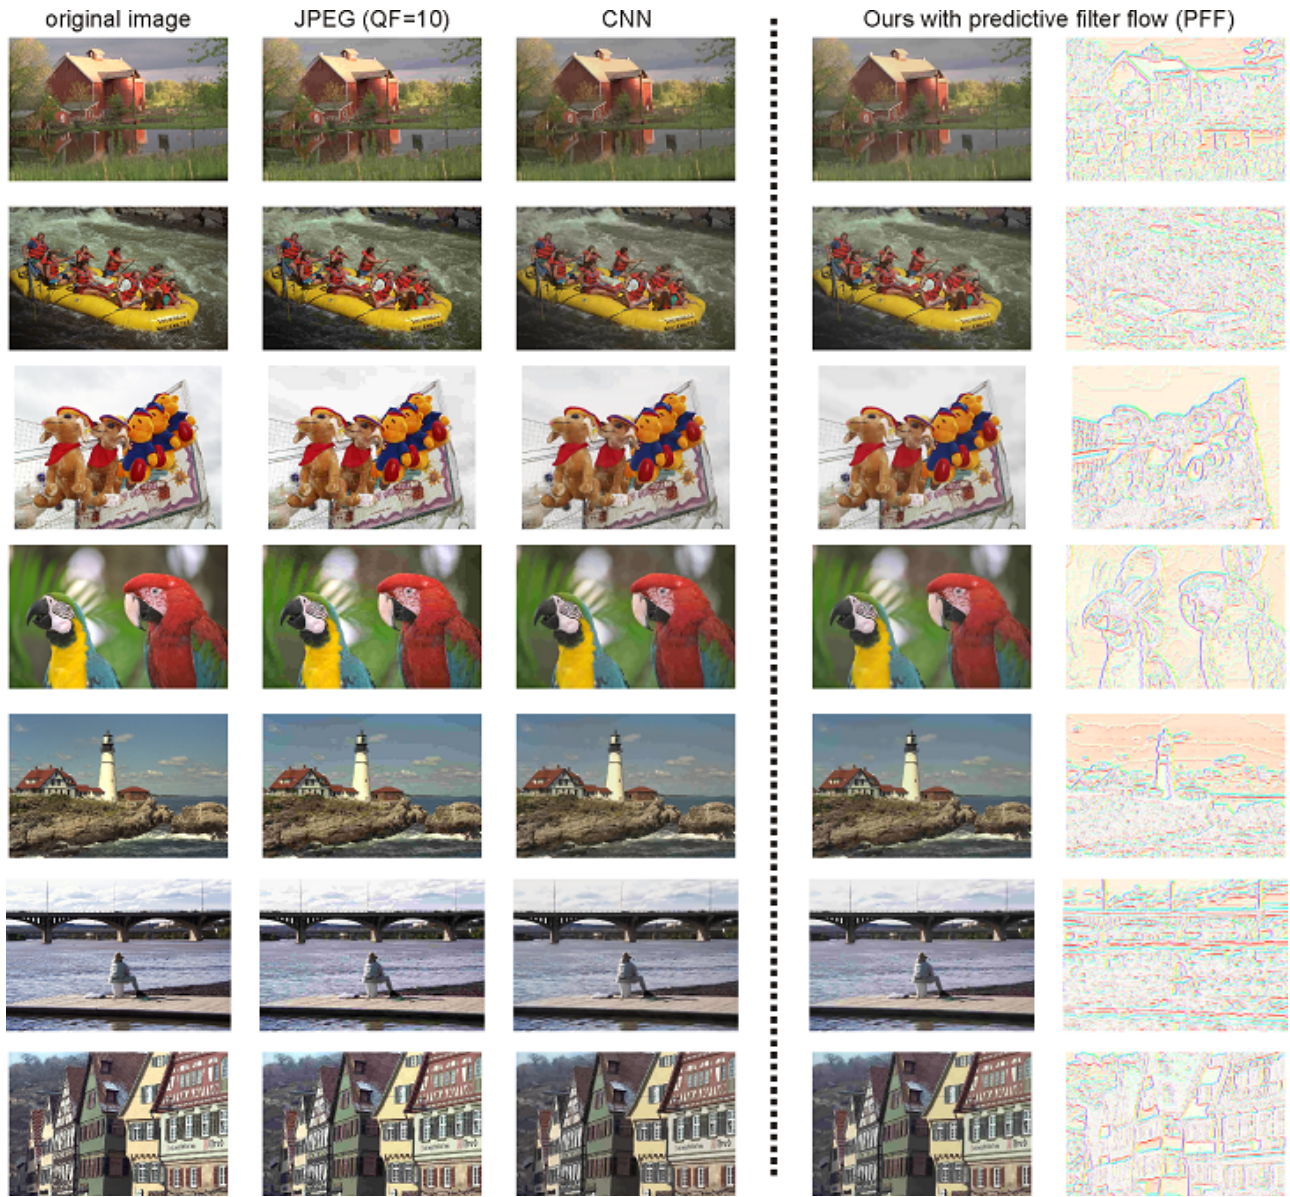 original image
JPEG (QF=10)
CNN
Ours with predictive filter flow (PFF)